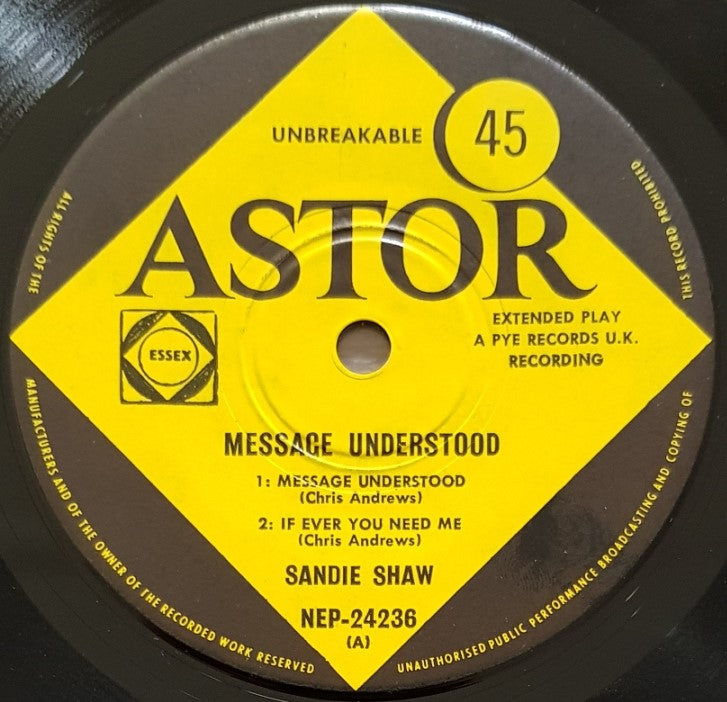 UNBREAKABLE
45
ASTOR
ESSEX
EXTENDED PLAY
A PYE RECORDS U.K.
RECORDING
MESSAGE UNDERSTOOD
1: MESSAGE UNDERSTOOD
(Chris Andrews)
2: IF EVER YOU NEED ME
(Chris Andrews)
SANDIE SHAW
NEP-24236
(A)
ALL RIGHTS OF THE MANUFACTURERS AND OF THE OWNER OF THE RECORDED WORK RESERVED
UNAUTHORISED PUBLIC PERFORMANCE BROADCASTING AND COPYING OF THIS RECORD PROHIBITED